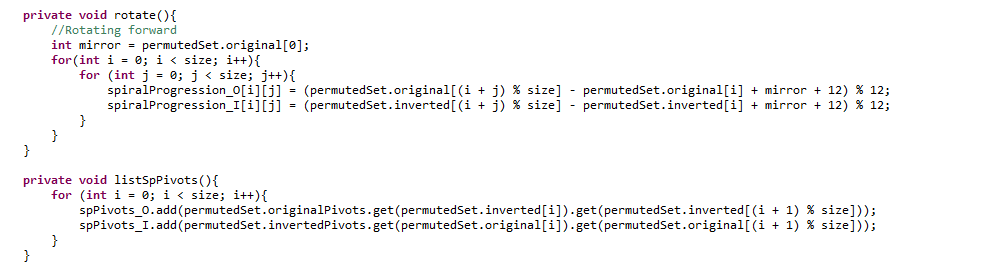 private void rotate(){
//Rotating forward
int mirror = permutedSet.original[0];
for(int i = 0; i < size; i++){
for (int j = 0; j < size; j++){
spiralProgression_O[i][j] = (permutedSet.original[(i + j) % size] - permutedSet.original[i] + mirror + 12) % 12;
spiralProgression_I[i][j] = (permutedSet.inverted[(i + j) % size] - permutedSet.inverted[i] + mirror + 12) % 12;
}
}
}
private void listSpPivots(){
for (int i = 0; i < size; i++){
spPivots_O.add(permutedSet.originalPivots.get(permutedSet.inverted[i]).get(permutedSet.inverted[(i + 1) % size]));
spPivots_I.add(permutedSet.invertedPivots.get(permutedSet.original[i]).get(permutedSet.original[(i + 1) % size]));
}
}